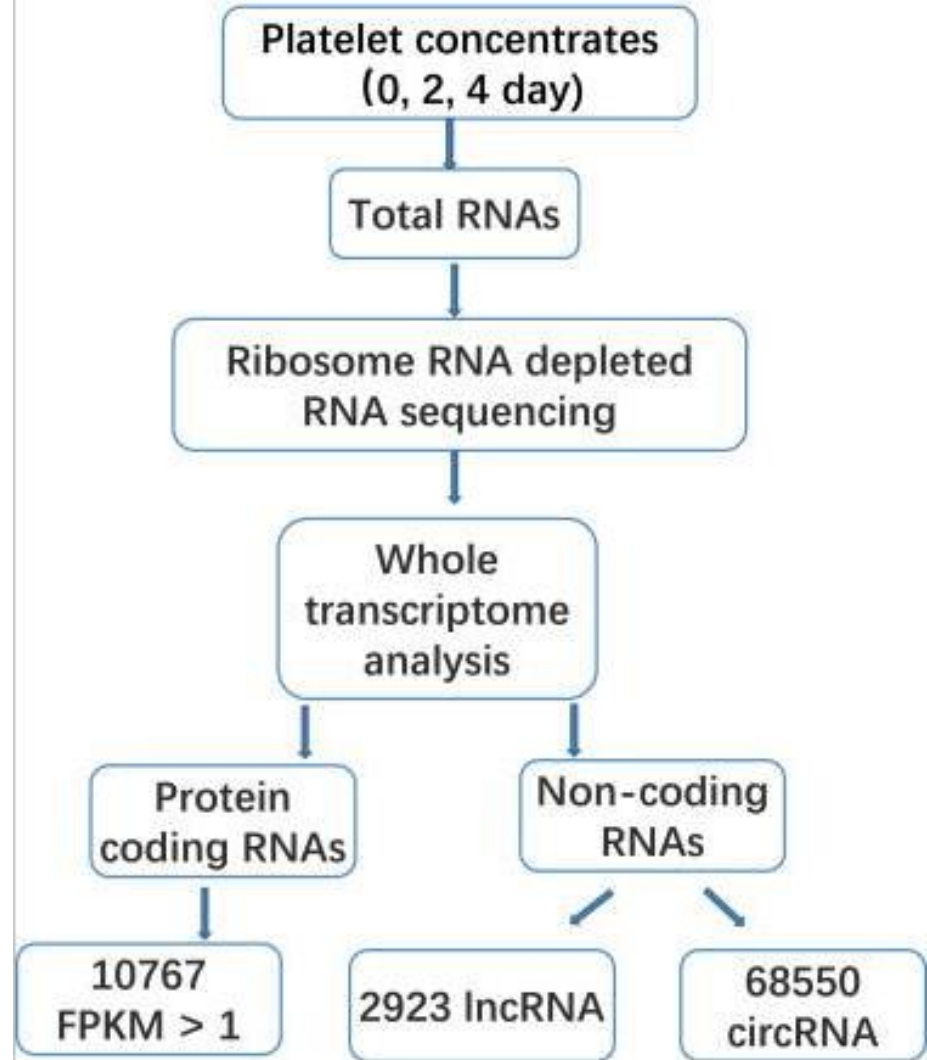 Platelet concentrates
(0, 2, 4 day)
Total RNAs
Ribosome RNA depleted
RNA sequencing
Whole
transcriptome
analysis
Protein
coding RNAs
Non-coding
RNAs
10767
FPKM > 1
2923 lncRNA
68550
circRNA